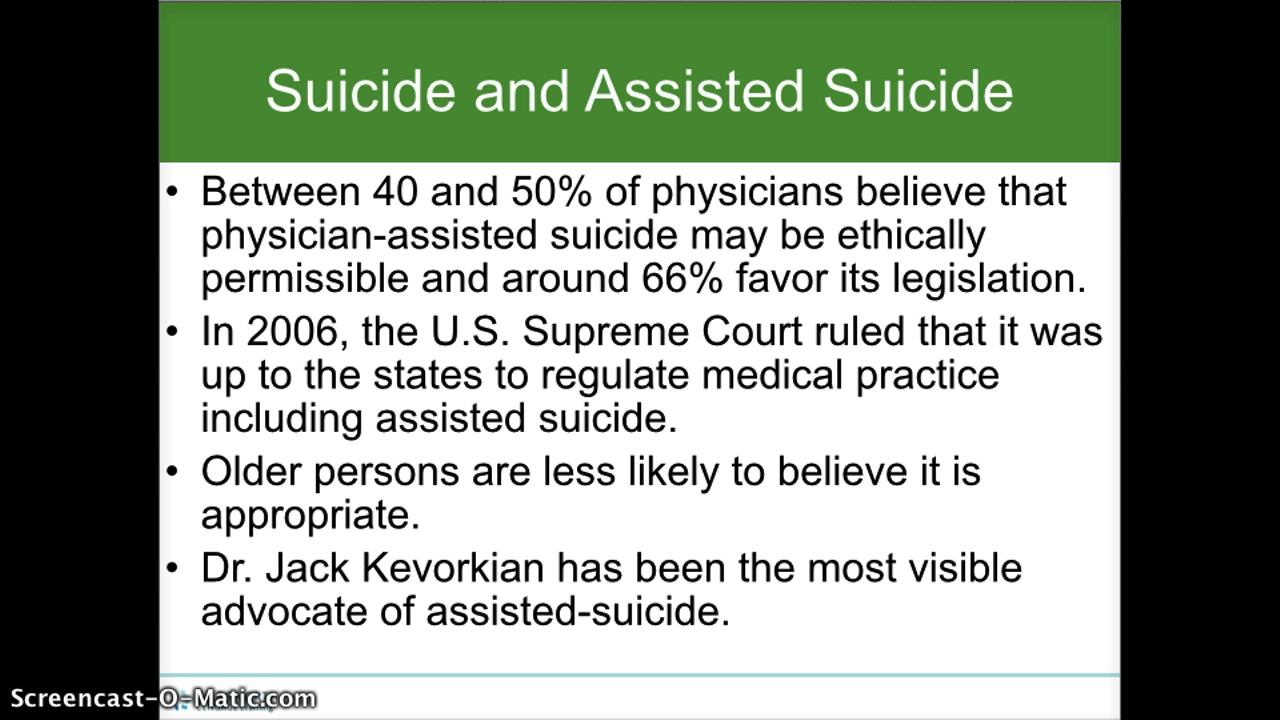 Suicide and Assisted Suicide
• Between 40 and 50% of physicians believe that
physician-assisted suicide may be ethically
permissible and around 66% favor its legislation.
• In 2006, the U.S. Supreme Court ruled that it was
up to the states to regulate medical practice
including assisted suicide.
• Older persons are less likely to believe it is
appropriate.
• Dr. Jack Kevorkian has been the most visible
advocate of assisted-suicide.
Screencast-O-Matic.com